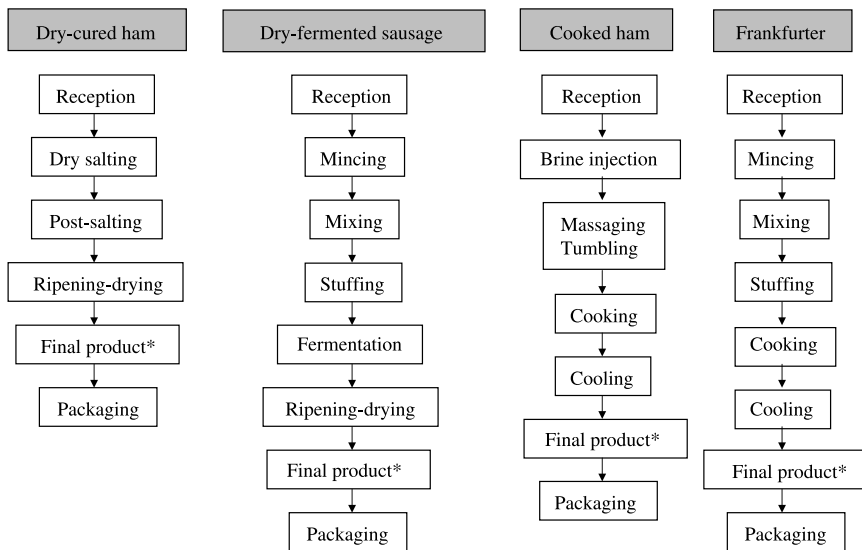 Dry-cured ham
Reception
Dry salting
Post-salting
Ripening-drying
Final product*
Packaging
Dry-fermented sausage
Reception
Mincing
Mixing
Stuffing
Fermentation
Ripening-drying
Final product*
Packaging
Cooked ham
Reception
Brine injection
Massaging
Tumbling
Cooking
Cooling
Final product*
Packaging
Frankfurter
Reception
Mincing
Mixing
Stuffing
Cooking
Cooling
Final product*
Packaging